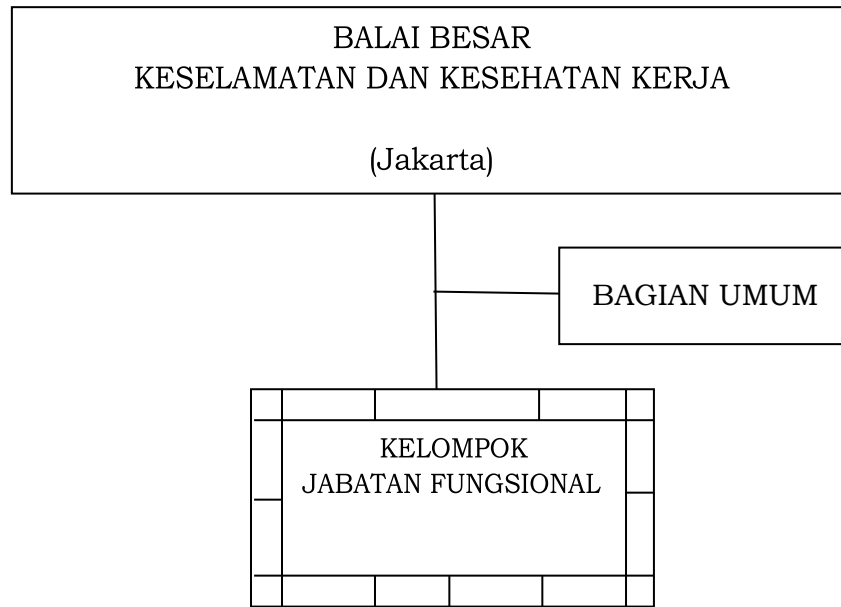 BALAI BESAR
KESELAMATAN DAN KESEHATAN KERJA
(Jakarta)
BAGIAN UMUM
KELOMPOK
JABATAN FUNGSIONAL